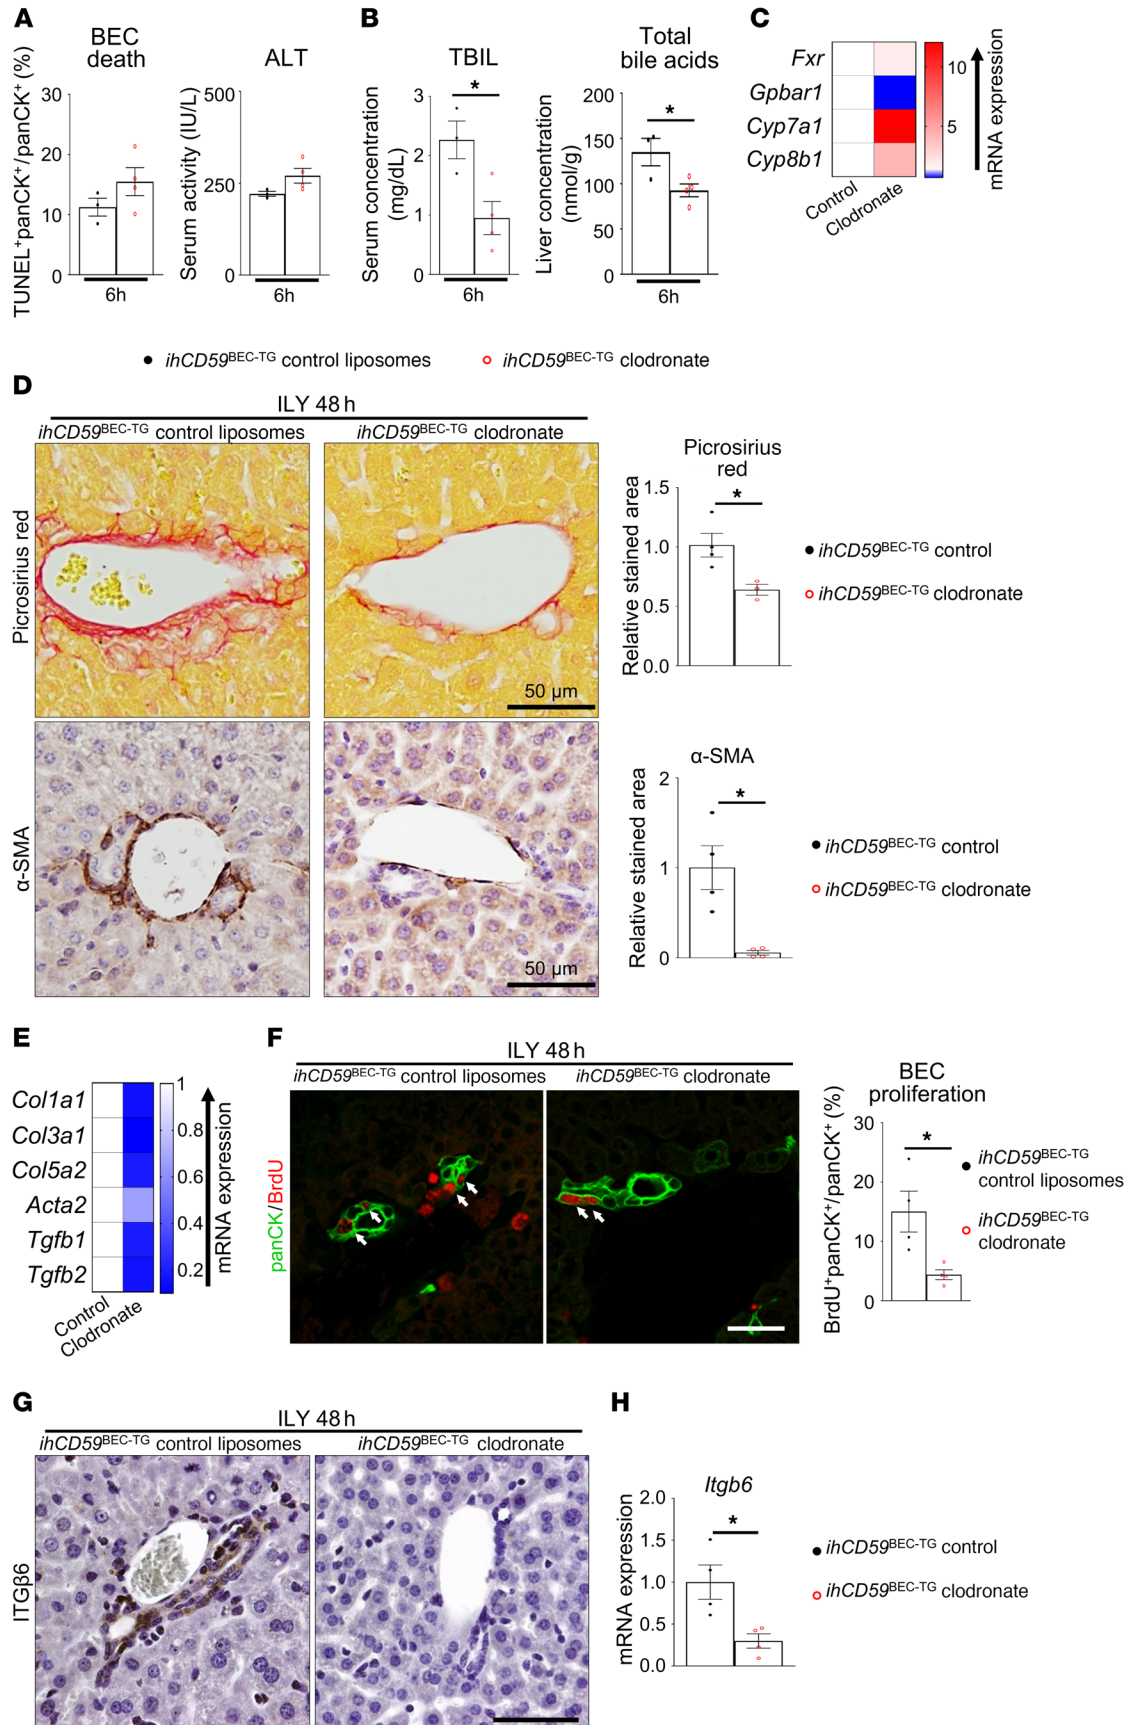 A
BEC
death
TUNEL⁺panCK⁺/panCK⁺ (%)
30
20
10
0
6h
ALT
Serum activity (IU/L)
500
250
0
6h
B
TBIL
Serum concentration
(mg/dL)
3
2
1
0
*
6h
Total
bile acids
Liver concentration
(nmol/g)
200
150
100
50
0
*
6h
C
Fxr
Gpbar1
Cyp7a1
Cyp8b1
Control
Clodronate
10
5
mRNA expression
ihCD59ᴮᴱᶜ⁻ᵀᴳ control liposomes
ihCD59ᴮᴱᶜ⁻ᵀᴳ clodronate
D
ILY 48 h
ihCD59ᴮᴱᶜ⁻ᵀᴳ control liposomes
ihCD59ᴮᴱᶜ⁻ᵀᴳ clodronate
Picrosirius red
50 µm
Picrosirius
red
Relative stained area
1.5
1.0
0.5
0.0
*
ihCD59ᴮᴱᶜ⁻ᵀᴳ control
ihCD59ᴮᴱᶜ⁻ᵀᴳ clodronate
α-SMA
50 µm
α-SMA
Relative stained area
2
1
0
*
ihCD59ᴮᴱᶜ⁻ᵀᴳ control
ihCD59ᴮᴱᶜ⁻ᵀᴳ clodronate
E
Col1a1
Col3a1
Col5a2
Acta2
Tgfb1
Tgfb2
Control
Clodronate
1
0.8
0.6
0.4
0.2
mRNA expression
F
ILY 48 h
ihCD59ᴮᴱᶜ⁻ᵀᴳ control liposomes
ihCD59ᴮᴱᶜ⁻ᵀᴳ clodronate
panCK/BrdU
BEC
proliferation
BrdU⁺panCK⁺/panCK⁺ (%)
30
20
10
0
*
ihCD59ᴮᴱᶜ⁻ᵀᴳ
control liposomes
ihCD59ᴮᴱᶜ⁻ᵀᴳ
clodronate
G
ILY 48 h
ihCD59ᴮᴱᶜ⁻ᵀᴳ control liposomes
ihCD59ᴮᴱᶜ⁻ᵀᴳ clodronate
ITGβ6
H
Itgb6
mRNA expression
2.0
1.5
1.0
0.5
0.0
*
ihCD59ᴮᴱᶜ⁻ᵀᴳ control
ihCD59ᴮᴱᶜ⁻ᵀᴳ clodronate